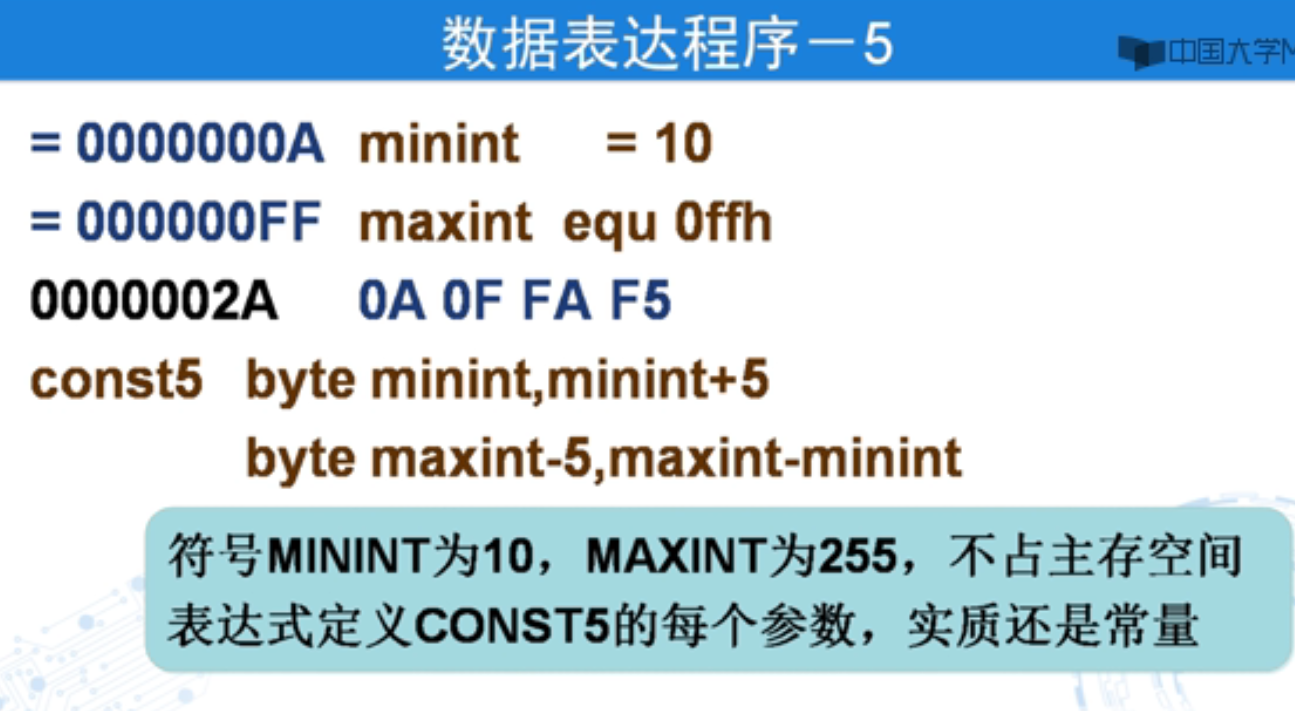 数据表达程序－5
中国大学M
= 0000000A minint = 10
= 000000FF maxint equ 0ffh
0000002A 0A 0F FA F5
const5 byte minint,minint+5
byte maxint-5,maxint-minint
符号MININT为10，MAXINT为255，不占主存空间
表达式定义CONST5的每个参数，实质还是常量